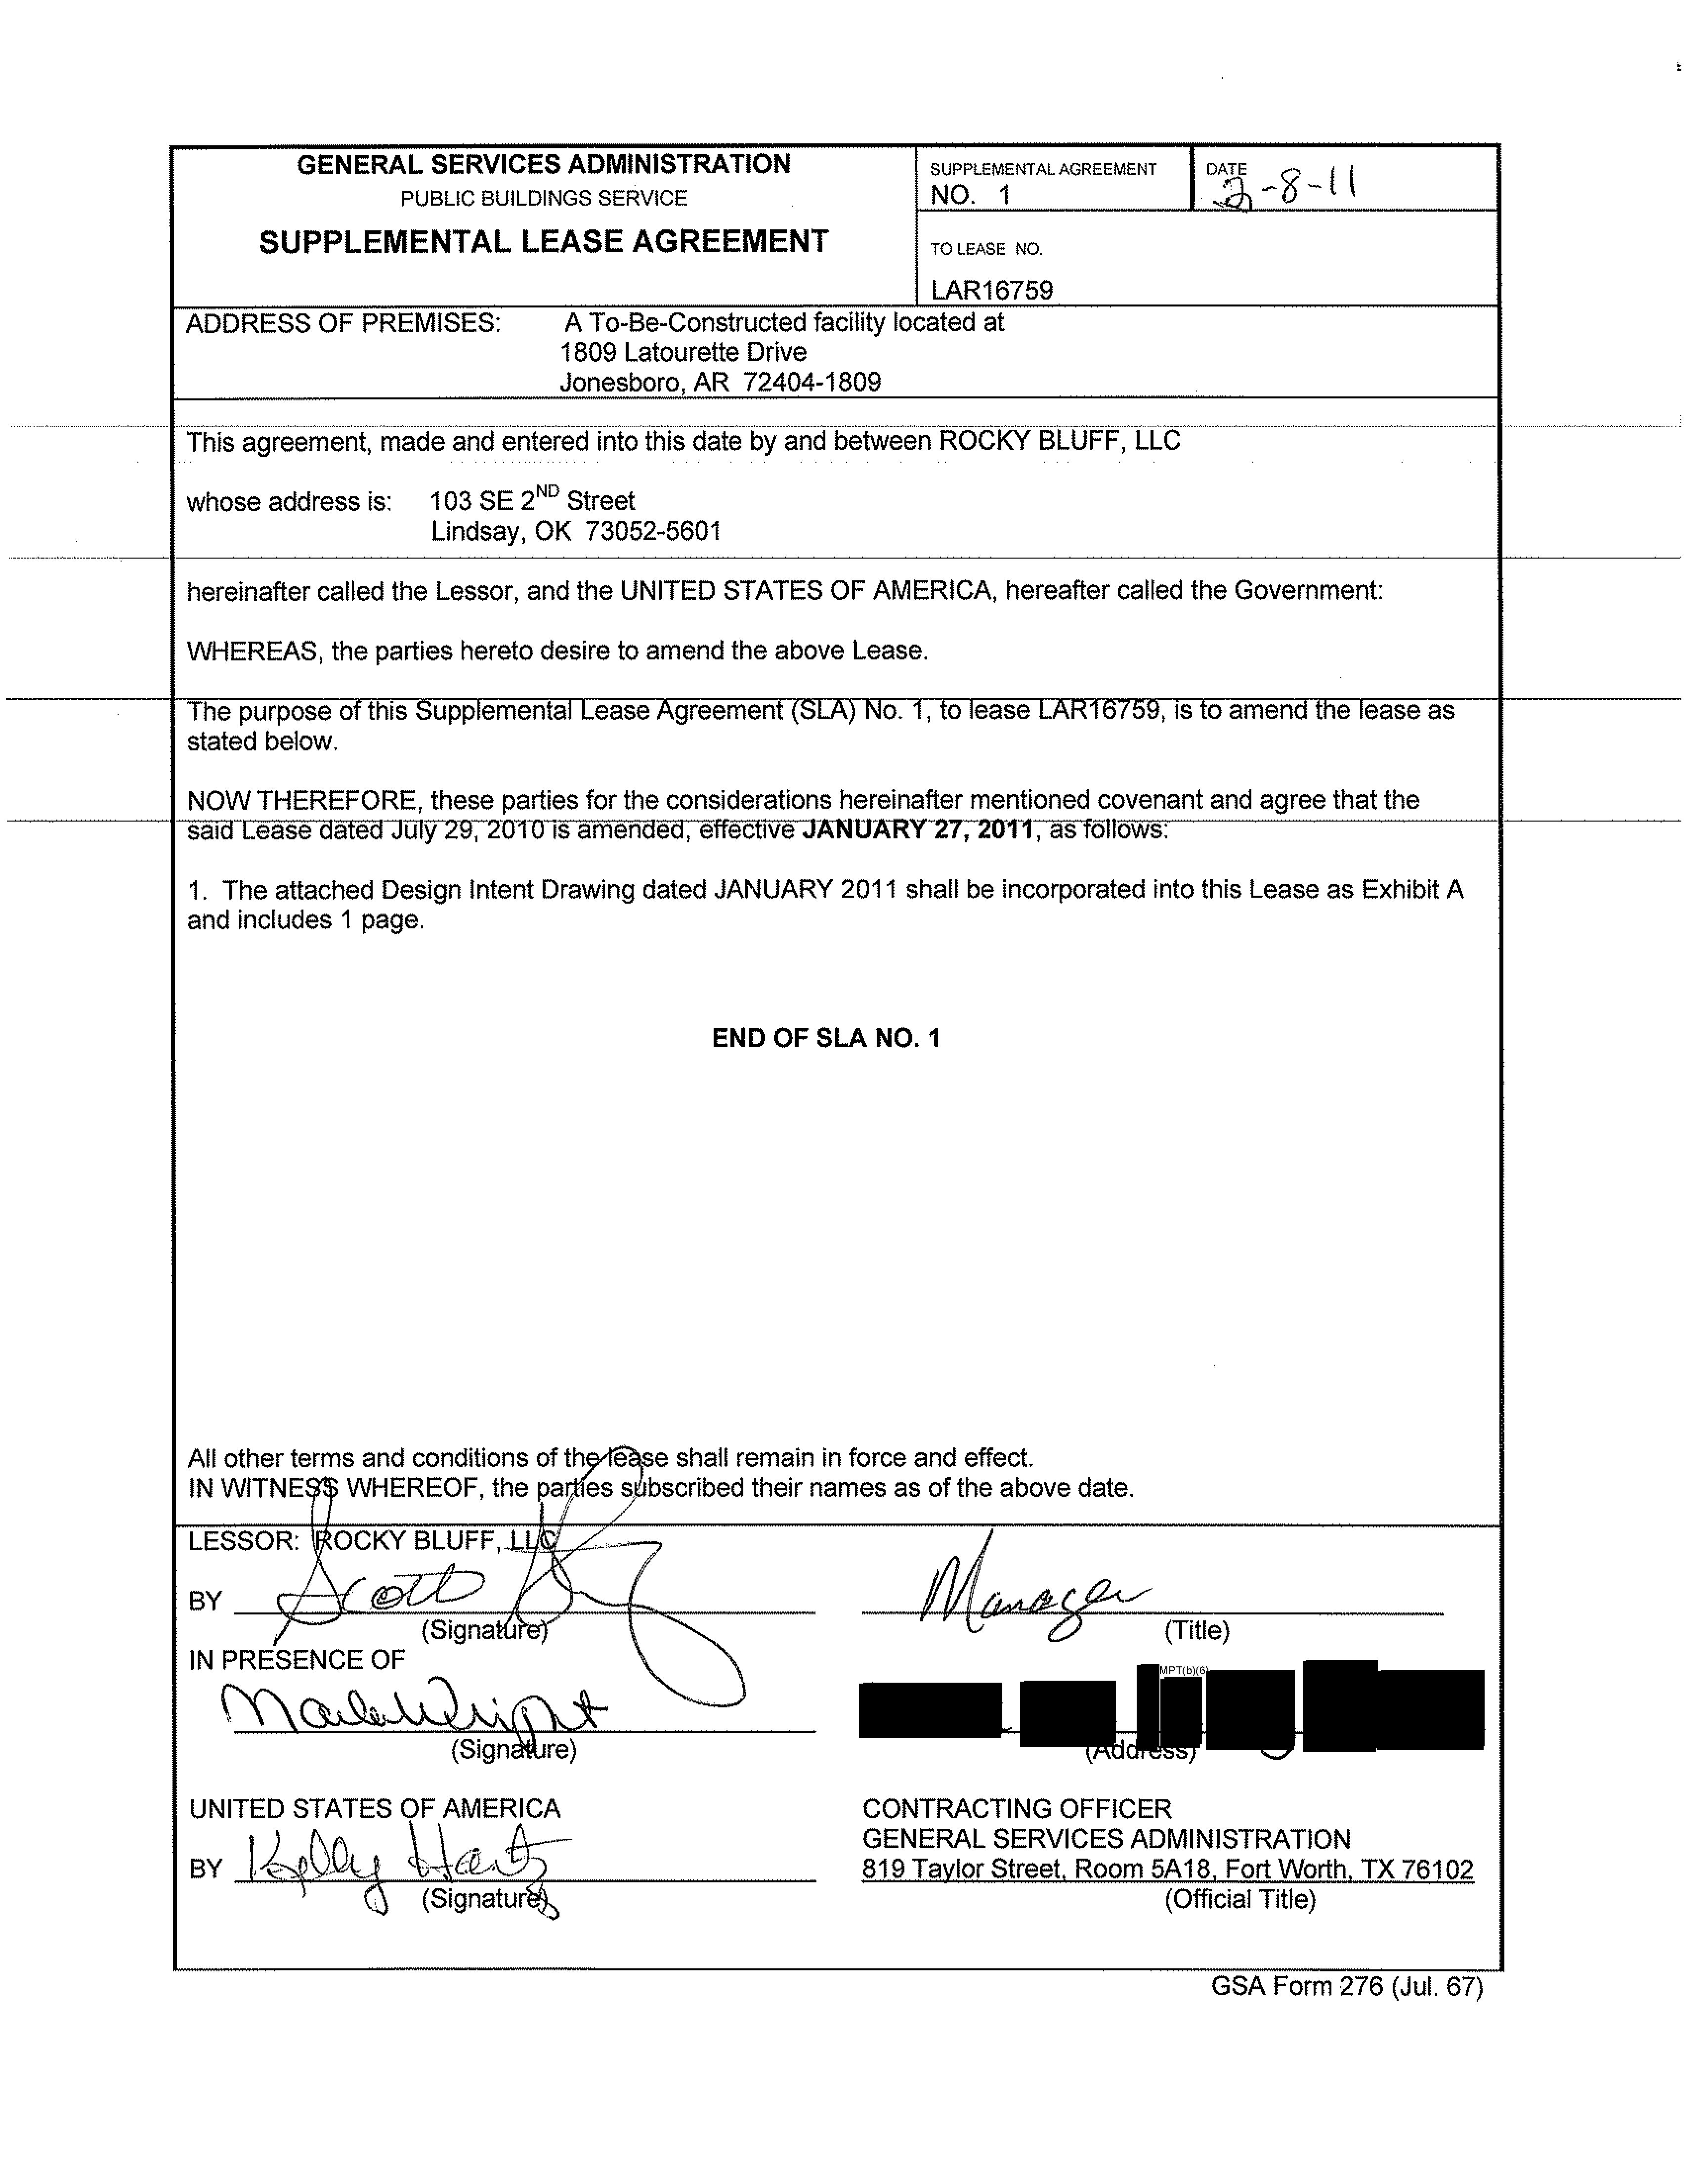 GENERAL SERVICES ADMINISTRATION
PUBLIC BUILDINGS SERVICE
SUPPLEMENTAL LEASE AGREEMENT
SUPPLEMENTAL AGREEMENT
NO. 1
DATE
2-8-11
TO LEASE NO.
LAR16759
ADDRESS OF PREMISES: A To-Be-Constructed facility located at
1809 Latourette Drive
Jonesboro, AR 72404-1809
This agreement, made and entered into this date by and between ROCKY BLUFF, LLC
whose address is: 103 SE 2ND Street
Lindsay, OK 73052-5601
hereinafter called the Lessor, and the UNITED STATES OF AMERICA, hereafter called the Government:
WHEREAS, the parties hereto desire to amend the above Lease.
The purpose of this Supplemental Lease Agreement (SLA) No. 1, to lease LAR16759, is to amend the lease as
stated below.
NOW THEREFORE, these parties for the considerations hereinafter mentioned covenant and agree that the
said Lease dated July 29, 2010 is amended, effective JANUARY 27, 2011, as follows:
1. The attached Design Intent Drawing dated JANUARY 2011 shall be incorporated into this Lease as Exhibit A
and includes 1 page.
END OF SLA NO. 1
All other terms and conditions of the lease shall remain in force and effect.
IN WITNESS WHEREOF, the parties subscribed their names as of the above date.
LESSOR: ROCKY BLUFF, LLC
BY Scott
Manager
(Signature)
(Title)
IN PRESENCE OF
MPT(b)(6)
Wright
(Signature)
(Address)
UNITED STATES OF AMERICA
BY Kelly
(Signature)
CONTRACTING OFFICER
GENERAL SERVICES ADMINISTRATION
819 Taylor Street, Room 5A18, Fort Worth, TX 76102
(Official Title)
GSA Form 276 (Jul. 67)